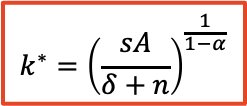 k* = (sA / (δ + n))^(1 / (1−α))